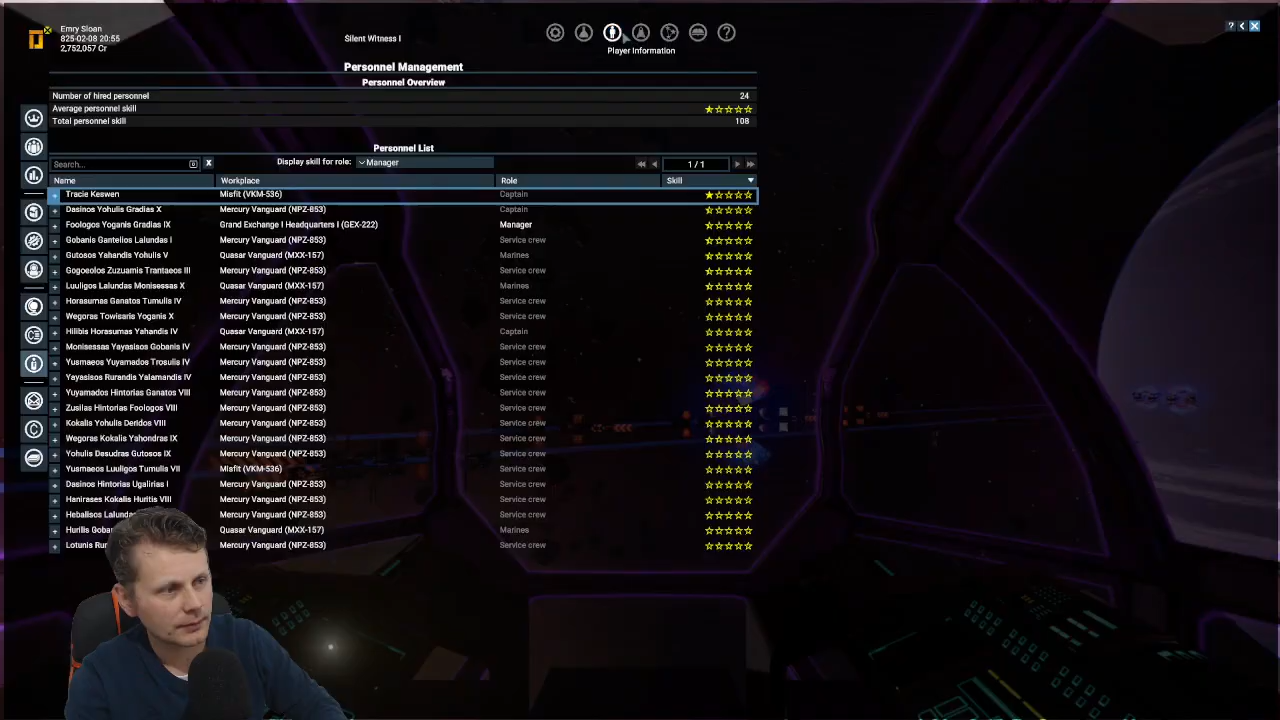 Emry Sloan
825-02-08 20:55
2,752,057 Cr
Silent Witness I
Player Information
Personnel Management
Personnel Overview
Number of hired personnel 24
Average personnel skill
Total personnel skill 108
Personnel List
Search... Display skill for role: Manager 1 / 1
Name Workplace Role Skill
Tracie Keswen Misfit (VKM-536) Captain
Dasinos Yohulis Gradias X Mercury Vanguard (NPZ-853) Captain
Foologos Yoganis Gradias IX Grand Exchange I Headquarters I (GEX-222) Manager
Gobanis Gantelios Lalundas I Mercury Vanguard (NPZ-853) Service crew
Gutosos Yahandis Yohulis V Quasar Vanguard (MXX-157) Marines
Gogoeolos Zuzumais Trantaeos III Mercury Vanguard (NPZ-853) Service crew
Luuligos Lalundas Monisessas X Quasar Vanguard (MXX-157) Marines
Horasumas Ganatos Tumulis IV Mercury Vanguard (NPZ-853) Service crew
Wegoras Towisaris Yoganis X Mercury Vanguard (NPZ-853) Service crew
Hilibis Horasumas Yahandis IV Quasar Vanguard (MXX-157) Captain
Monisessas Yayasisos Gobanis IV Mercury Vanguard (NPZ-853) Service crew
Yusmaeos Yuyamados Trosulis IV Mercury Vanguard (NPZ-853) Service crew
Yayasisos Rurandis Yalamandis IV Mercury Vanguard (NPZ-853) Service crew
Yuyamados Hintorias Ganatos VIII Mercury Vanguard (NPZ-853) Service crew
Zusilas Hintorias Foologos VIII Mercury Vanguard (NPZ-853) Service crew
Kokalis Yohulis Deridos VIII Mercury Vanguard (NPZ-853) Service crew
Wegoras Kokalis Yahondras IX Mercury Vanguard (NPZ-853) Service crew
Yohulis Desudras Gutosos IX Mercury Vanguard (NPZ-853) Service crew
Yusmaeos Luuligos Tumulis VII Misfit (VKM-536) Service crew
Dasinos Hintorias Ugalirias I Mercury Vanguard (NPZ-853) Service crew
Hanirases Kokalis Huritis VIII Mercury Vanguard (NPZ-853) Service crew
Hebalisos Mercury Vanguard (NPZ-853) Service crew
Hurilis Quasar Vanguard (MXX-157) Marines
Lotunis Mercury Vanguard (NPZ-853) Service crew